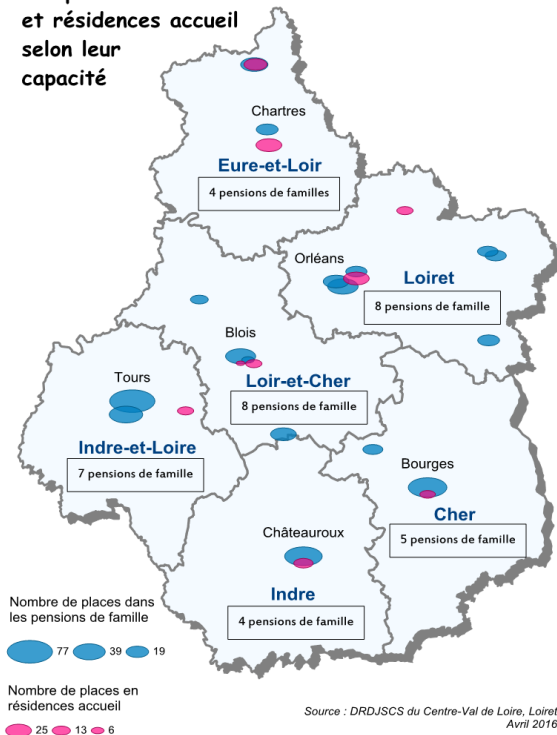 et résidences accueil
selon leur
capacité
Chartres
Eure-et-Loir
4 pensions de familles
Orléans
Loiret
8 pensions de famille
Blois
Loir-et-Cher
8 pensions de famille
Tours
Indre-et-Loire
7 pensions de famille
Bourges
Cher
5 pensions de famille
Châteauroux
Indre
4 pensions de famille
Nombre de places dans
les pensions de famille
77 39 19
Nombre de places en
résidences accueil
25 13 6
Source : DRDJSCS du Centre-Val de Loire, Loiret
Avril 2016